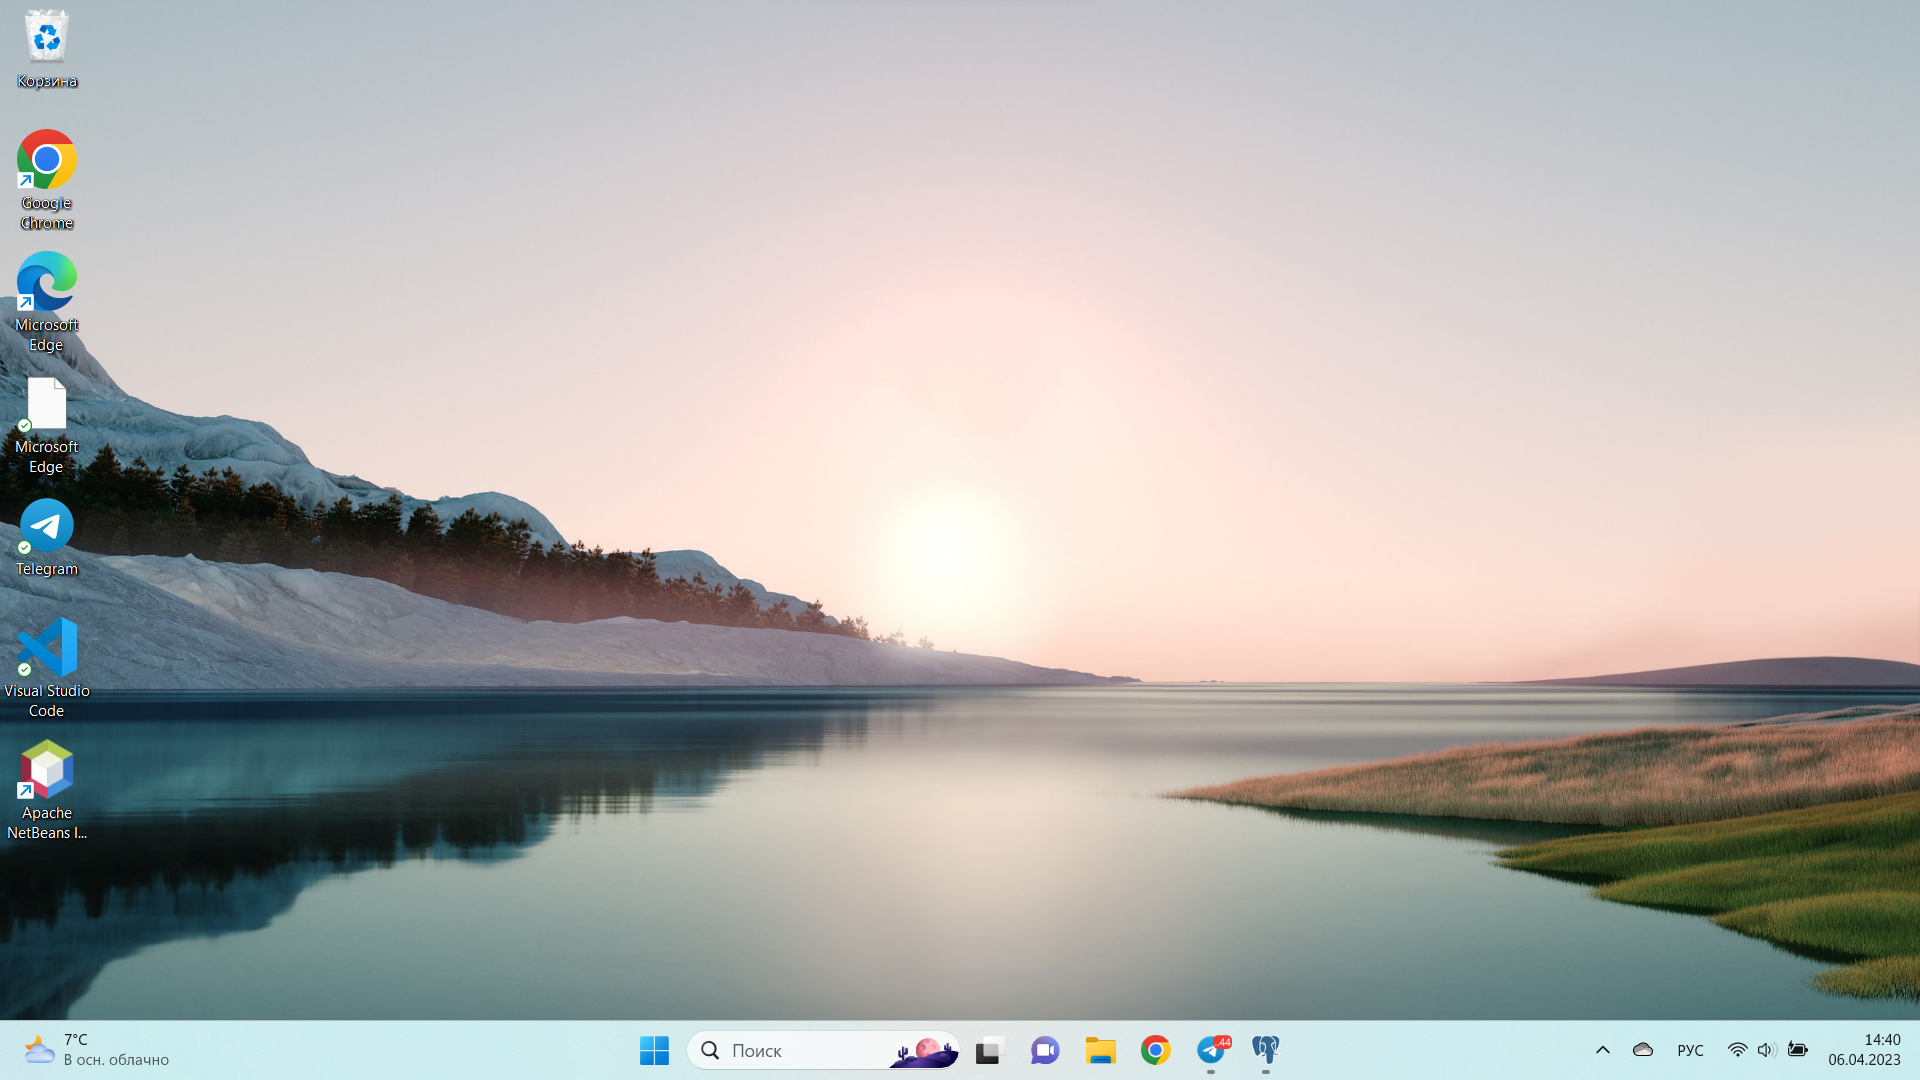 Корзина
Google
Chrome
Microsoft
Edge
Microsoft
Edge
Telegram
Visual Studio
Code
Apache
NetBeans I...
7°C
В осн. облачно
Поиск
..44
РУС
14:40
06.04.2023